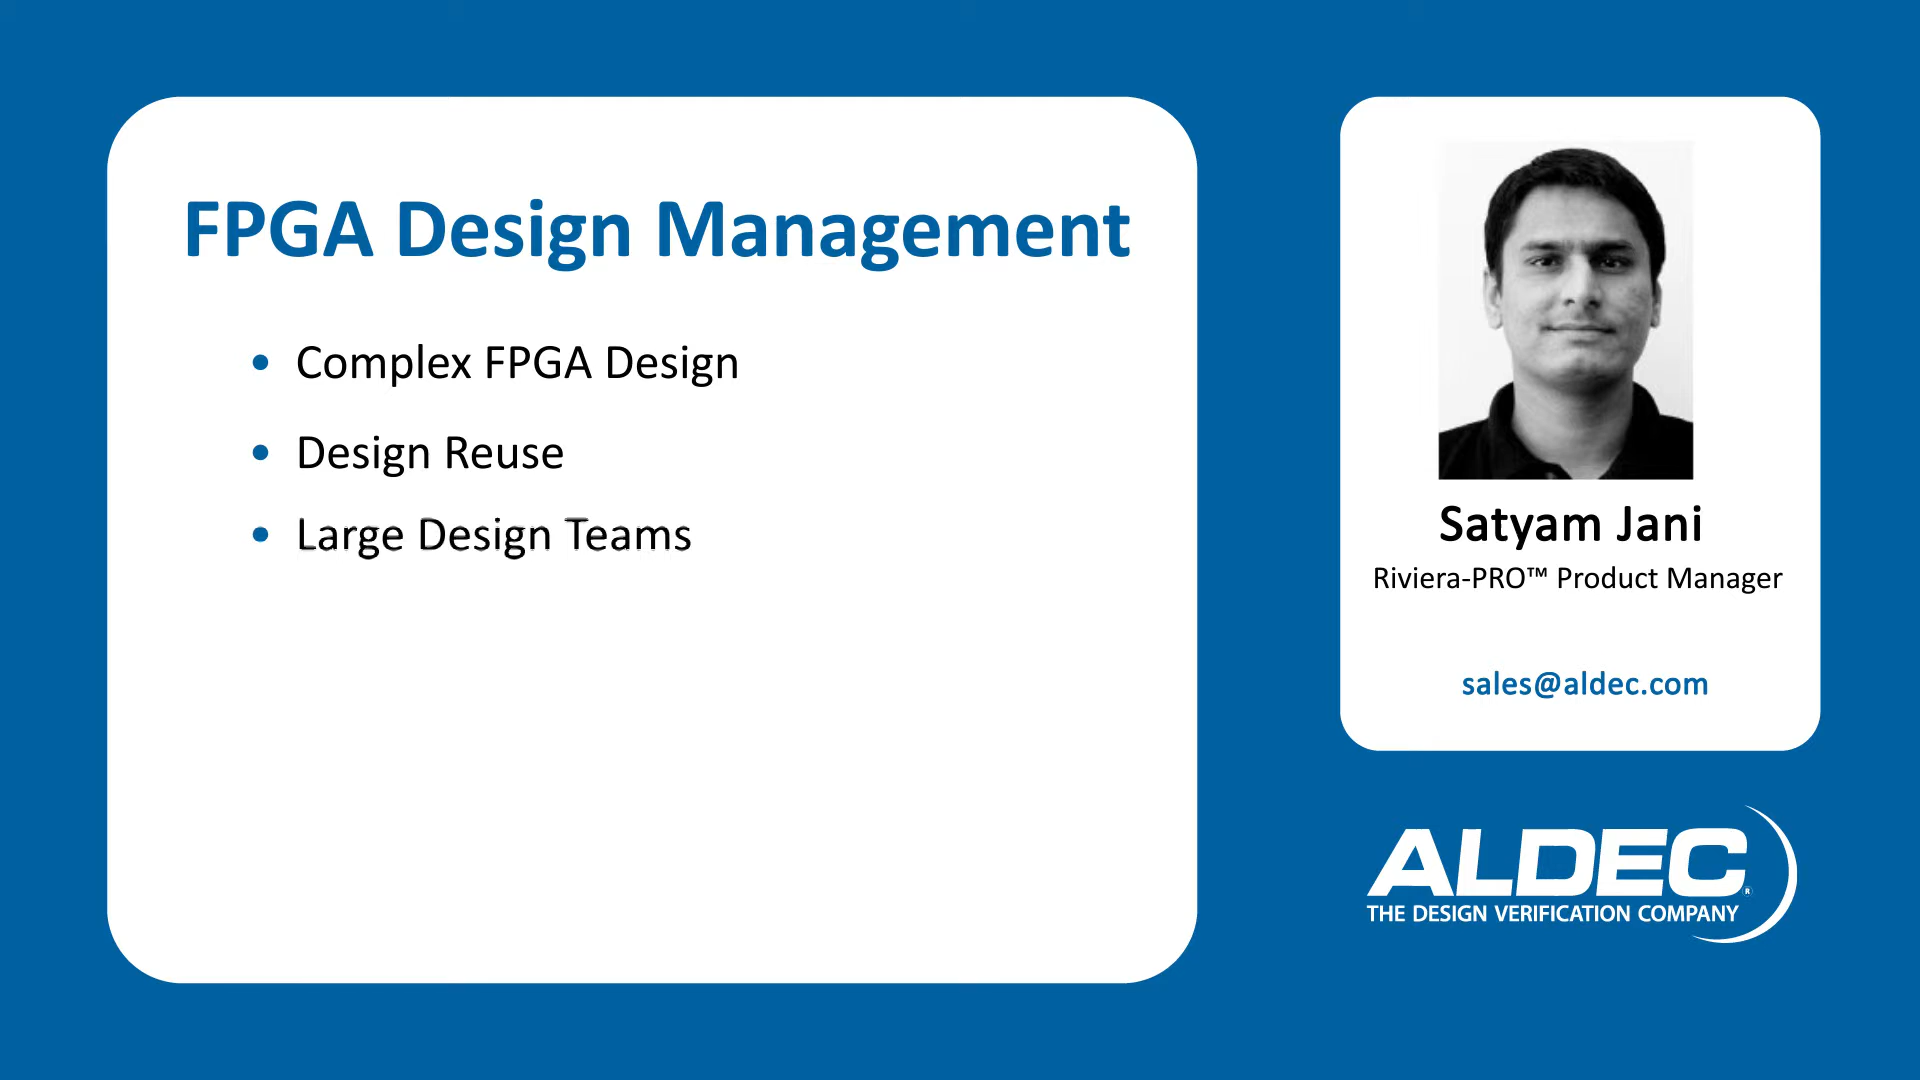 FPGA Design Management
• Complex FPGA Design
• Design Reuse
• Large Design Teams
Satyam Jani
Riviera-PRO™ Product Manager
sales@aldec.com
ALDEC®
THE DESIGN VERIFICATION COMPANY